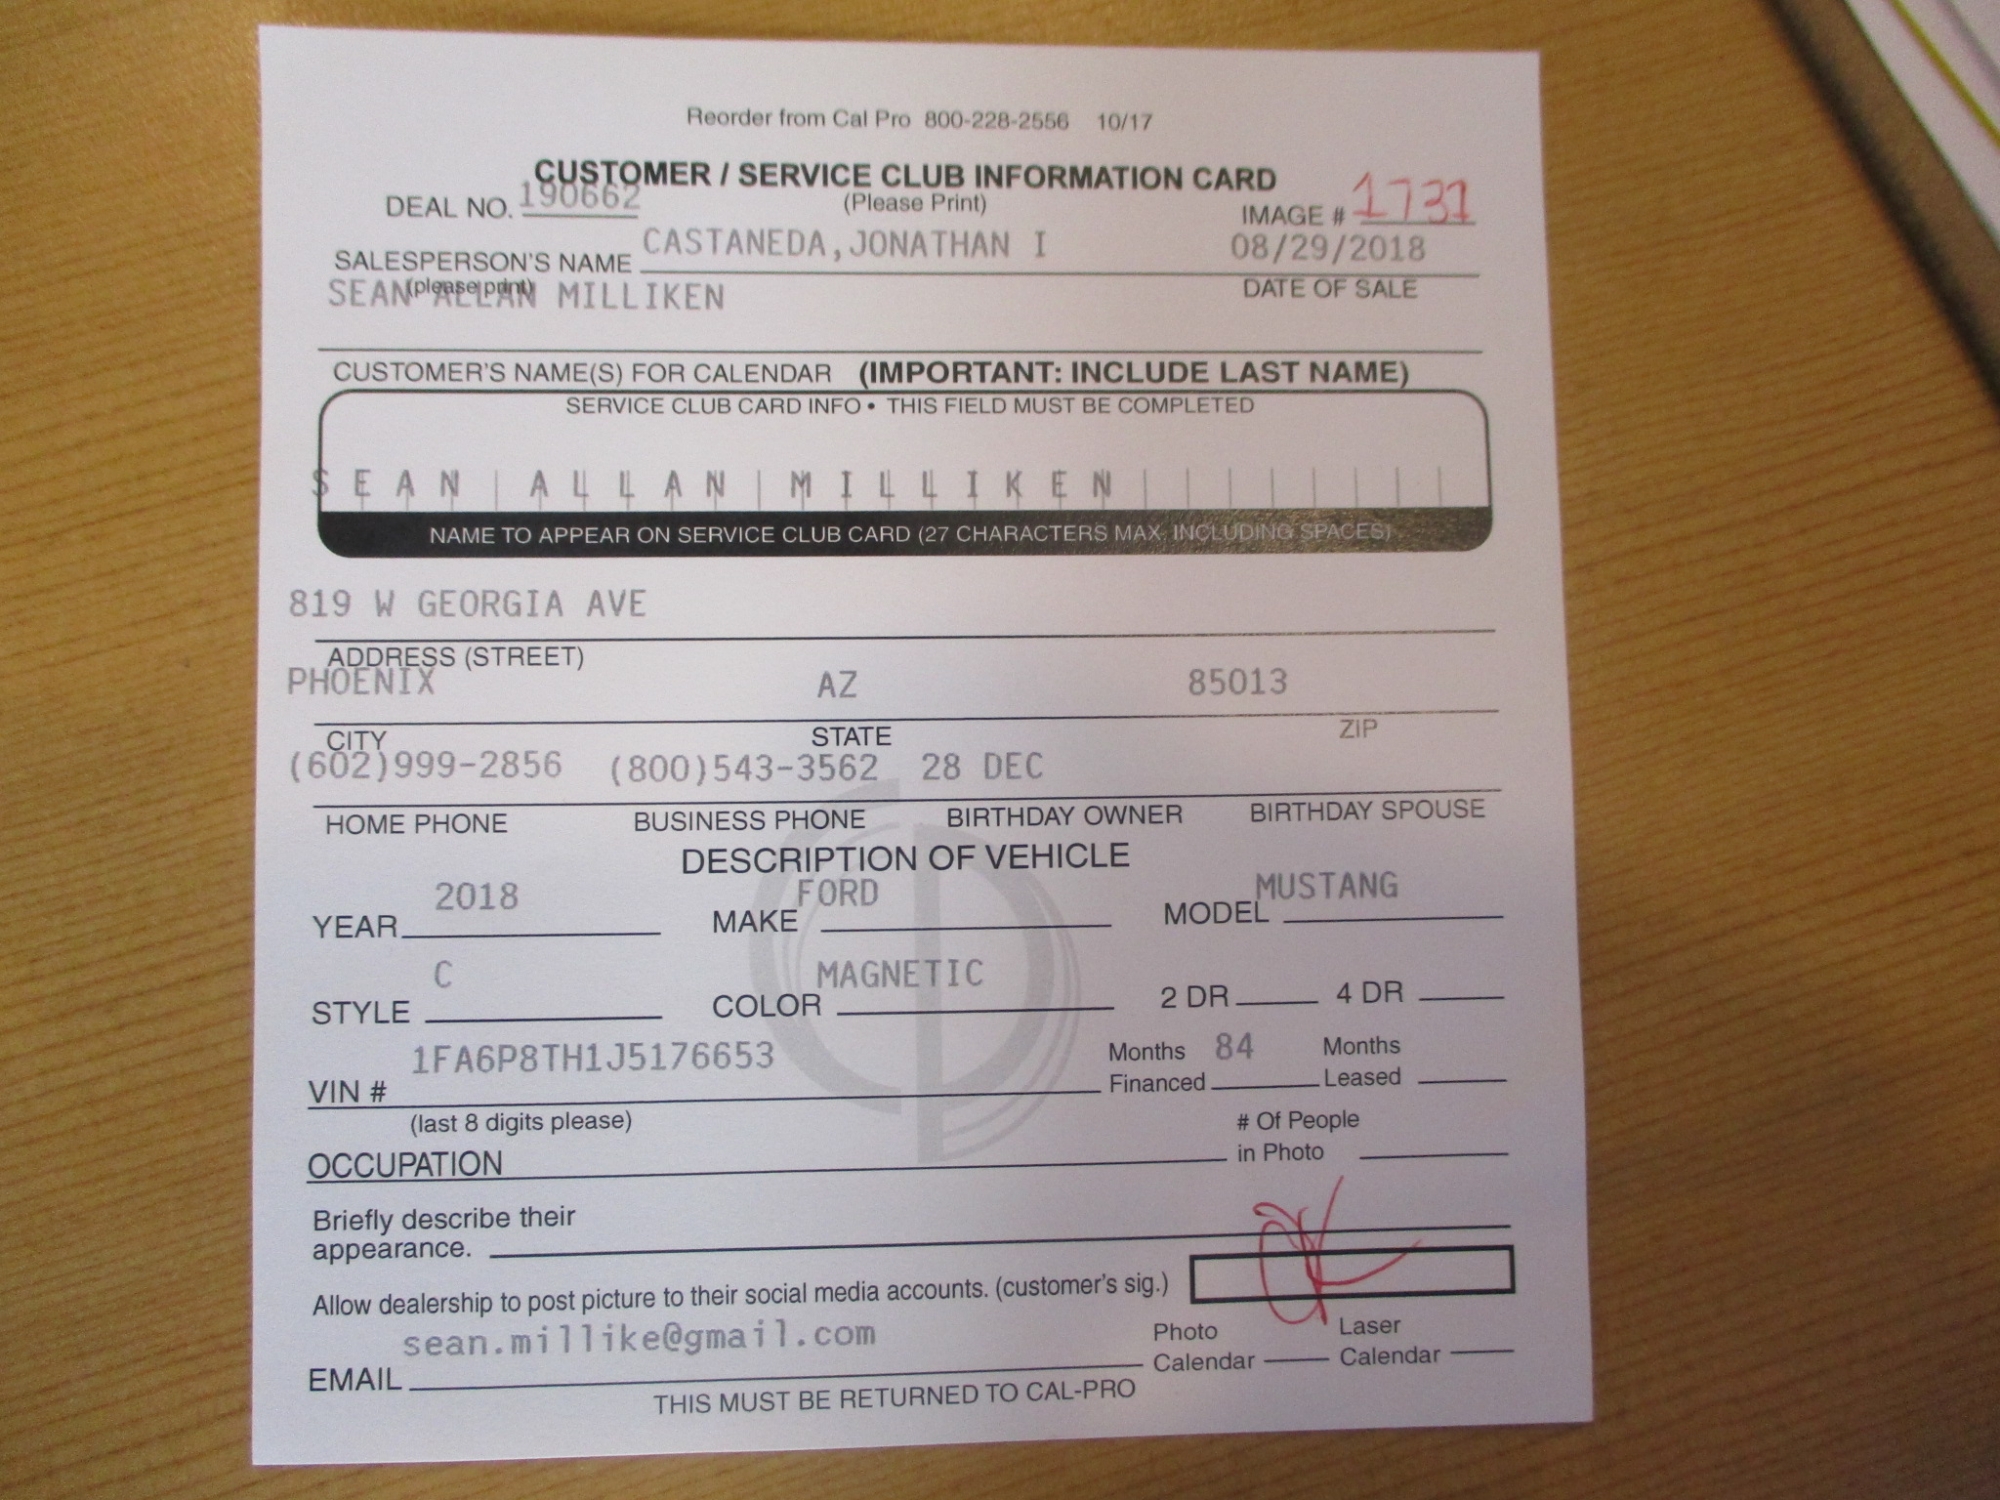 Reorder from Cal Pro 800-228-2556 10/17
CUSTOMER / SERVICE CLUB INFORMATION CARD
(Please Print)
DEAL NO. 190662
IMAGE # 1731
SALESPERSON'S NAME CASTANEDA,JONATHAN I 08/29/2018
(please print)
DATE OF SALE
SEAN ALLAN MILLIKEN
CUSTOMER'S NAME(S) FOR CALENDAR (IMPORTANT: INCLUDE LAST NAME)
SERVICE CLUB CARD INFO • THIS FIELD MUST BE COMPLETED
SEAN ALLAN MILLIKEN
NAME TO APPEAR ON SERVICE CLUB CARD (27 CHARACTERS MAX. INCLUDING SPACES)
819 W GEORGIA AVE
ADDRESS (STREET)
PHOENIX AZ 85013
CITY STATE ZIP
(602)999-2856 (800)543-3562 28 DEC
HOME PHONE BUSINESS PHONE BIRTHDAY OWNER BIRTHDAY SPOUSE
DESCRIPTION OF VEHICLE
YEAR 2018 MAKE FORD MODEL MUSTANG
STYLE C COLOR MAGNETIC 2 DR 4 DR
VIN # 1FA6P8TH1J5176653 Months Financed 84 Months Leased
(last 8 digits please)
OCCUPATION # Of People in Photo
Briefly describe their
appearance.
Allow dealership to post picture to their social media accounts. (customer's sig.)
EMAIL sean.millike@gmail.com Photo Calendar Laser Calendar
THIS MUST BE RETURNED TO CAL-PRO